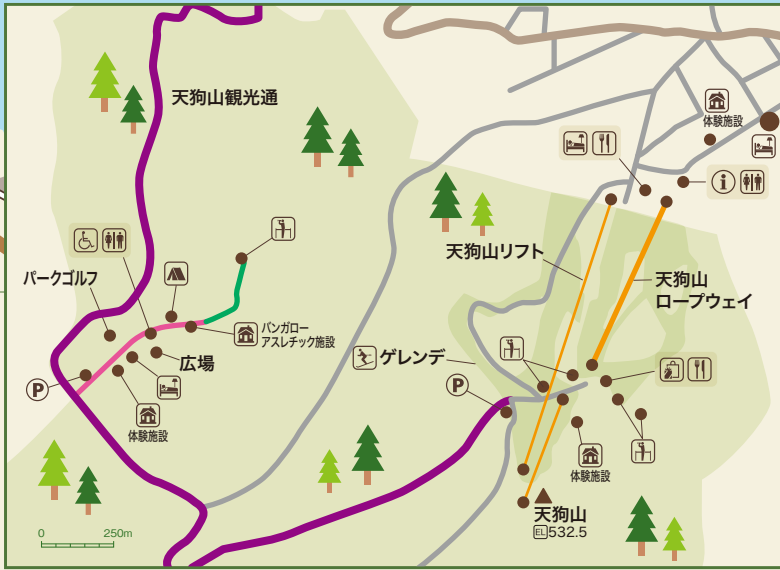 天狗山観光通
体験施設
天狗山リフト
天狗山
ロープウェイ
パークゴルフ
バンガロー
アスレチック施設
広場
P
体験施設
ゲレンデ
P
体験施設
天狗山
EL532.5
0 250m
i